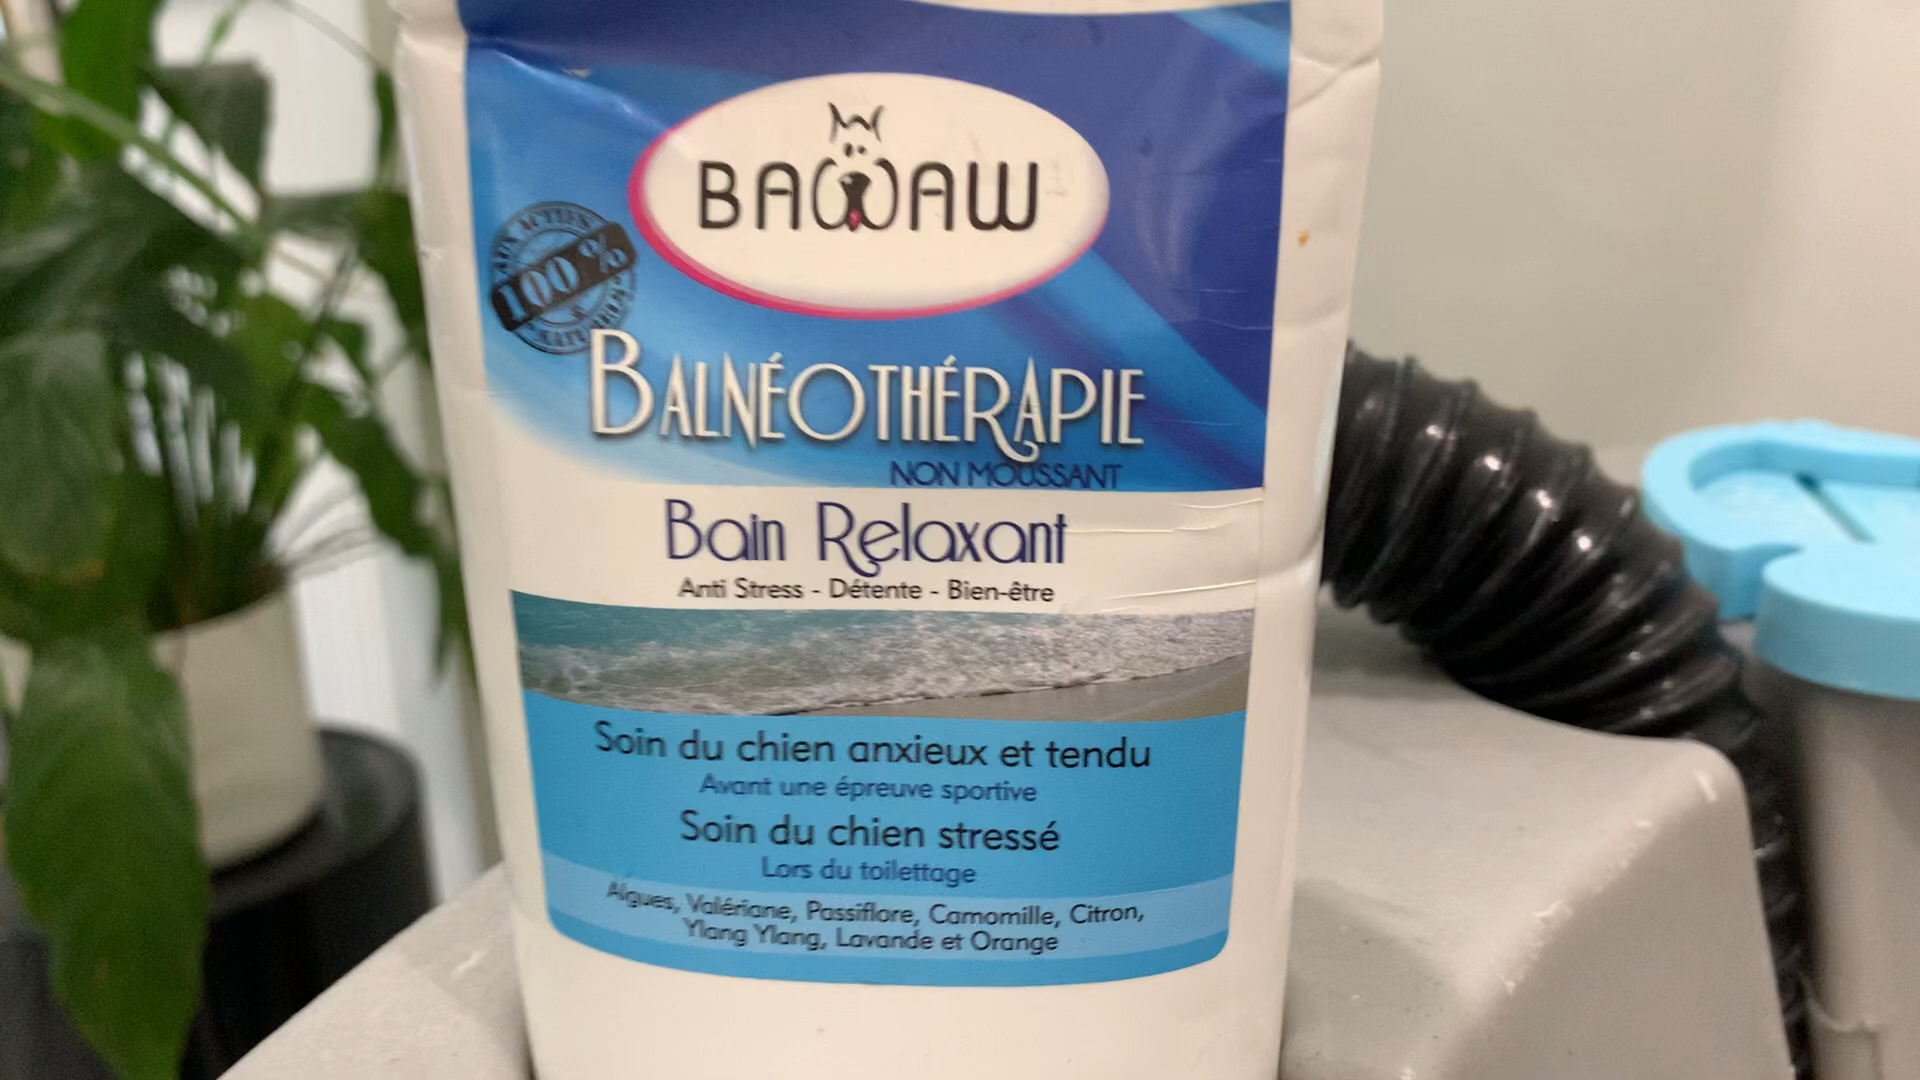 BAWAW
100 %
BALNÉOTHÉRAPIE
NON MOUSSANT
Bain Relaxant
Anti Stress - Détente - Bien-être
Soin du chien anxieux et tendu
Avant une épreuve sportive
Soin du chien stressé
Lors du toilettage
Algues, Valériane, Passiflore, Camomille, Citron,
Ylang Ylang, Lavande et Orange